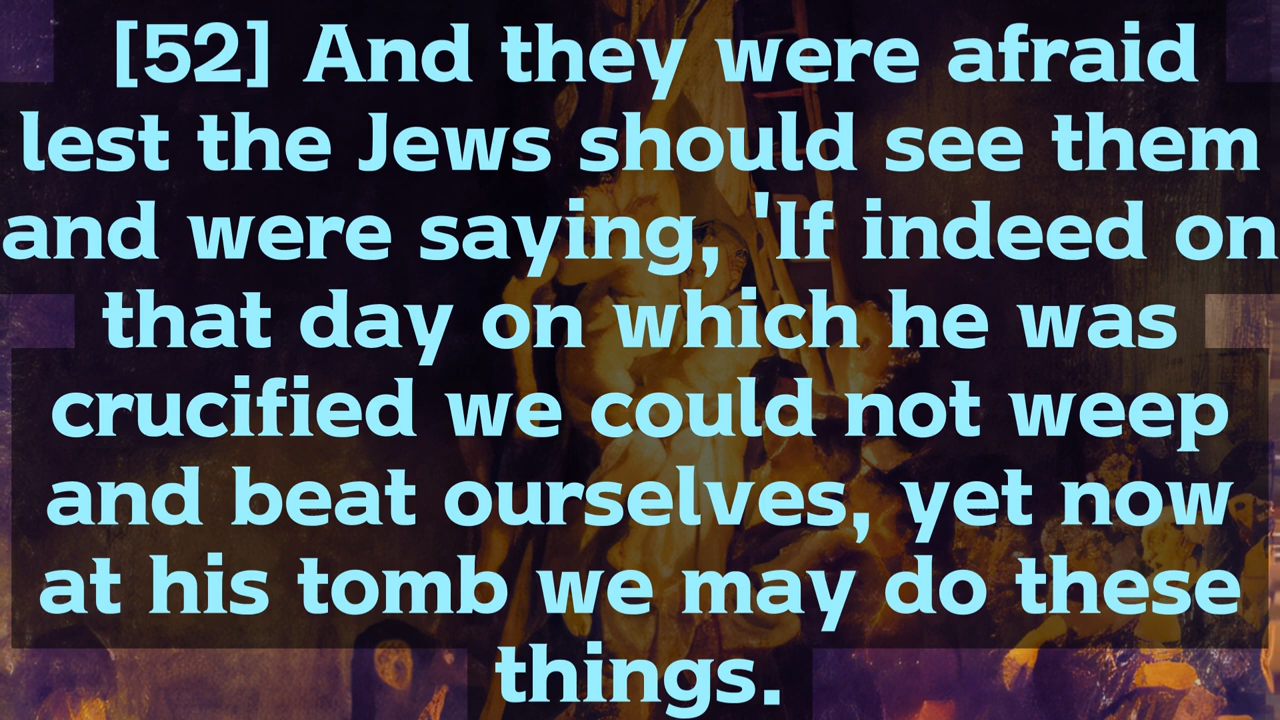 [52] And they were afraid
lest the Jews should see them
and were saying, 'If indeed on
that day on which he was
crucified we could not weep
and beat ourselves, yet now
at his tomb we may do these
things.